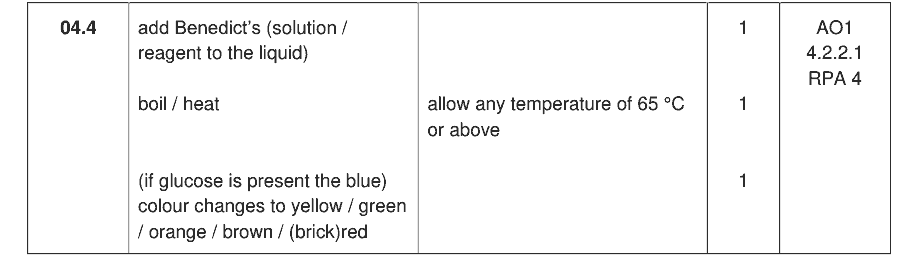 04.4 add Benedict's (solution / 1 AO1
reagent to the liquid) 4.2.2.1
RPA 4
boil / heat allow any temperature of 65 °C 1
or above
(if glucose is present the blue) 1
colour changes to yellow / green
/ orange / brown / (brick)red